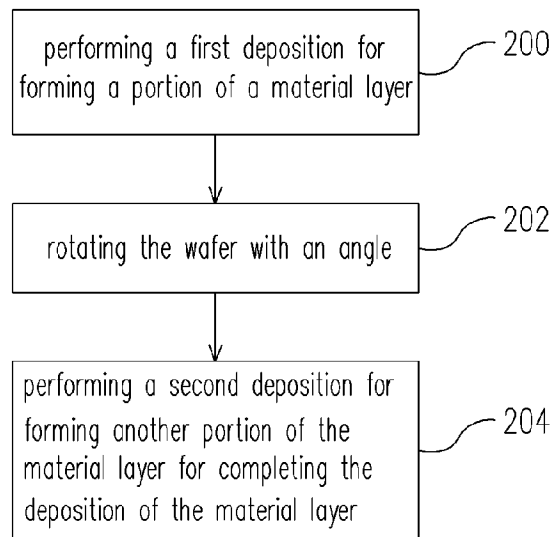 performing a first deposition for
forming a portion of a material layer
200
rotating the wafer with an angle
202
performing a second deposition for
forming another portion of the
material layer for completing the
deposition of the material layer
204